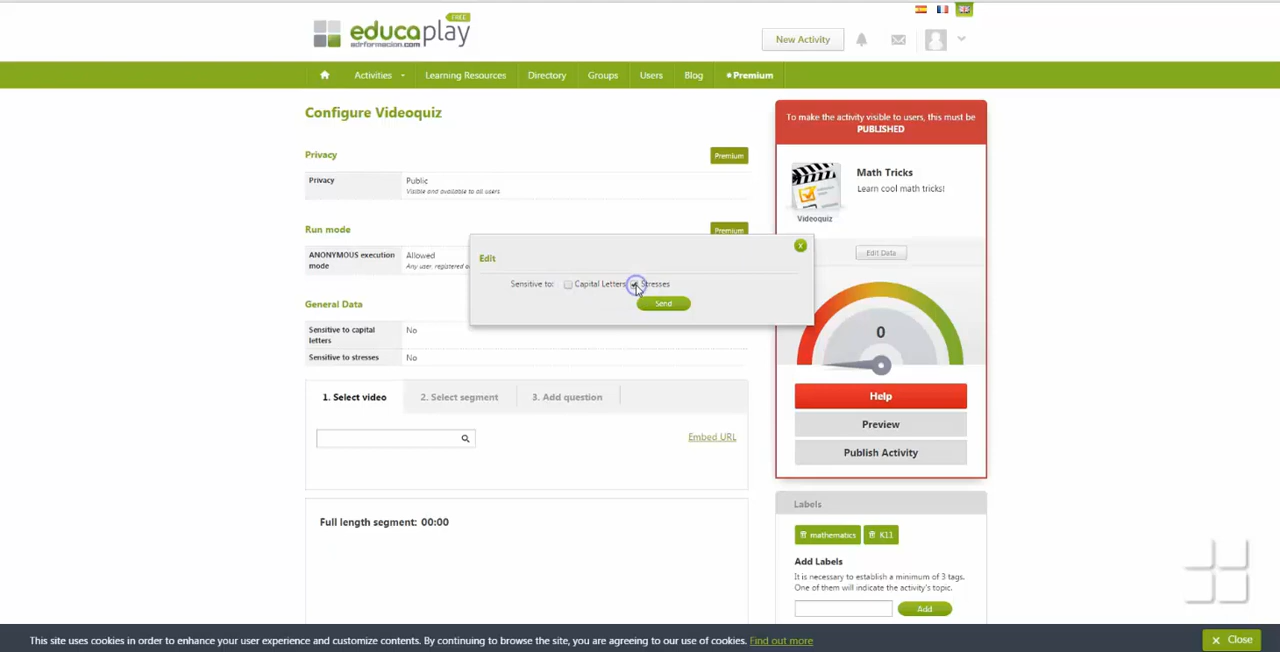 FREE
educaplay
adrformacion.com
New Activity
Activities
Learning Resources
Directory
Groups
Users
Blog
Premium
Configure Videoquiz
Privacy
Premium
Privacy
Public
Visible and available to all users.
Run mode
Premium
ANONYMOUS execution
mode
Allowed
Any user, registered o
General Data
Sensitive to capital
letters
No
Sensitive to stresses
No
Edit
x
Sensitive to:
Capital Letters
Stresses
Send
1. Select video
2. Select segment
3. Add question
Embed URL
Full length segment: 00:00
To make the activity visible to users, this must be
PUBLISHED
Math Tricks
Learn cool math tricks!
Videoquiz
Edit Data
0
Help
Preview
Publish Activity
Labels
mathematics
K11
Add Labels
It is necessary to establish a minimum of 3 tags.
One of them will indicate the activity's topic.
Add
This site uses cookies in order to enhance your user experience and customize contents. By continuing to browse the site, you are agreeing to our use of cookies. Find out more
× Close